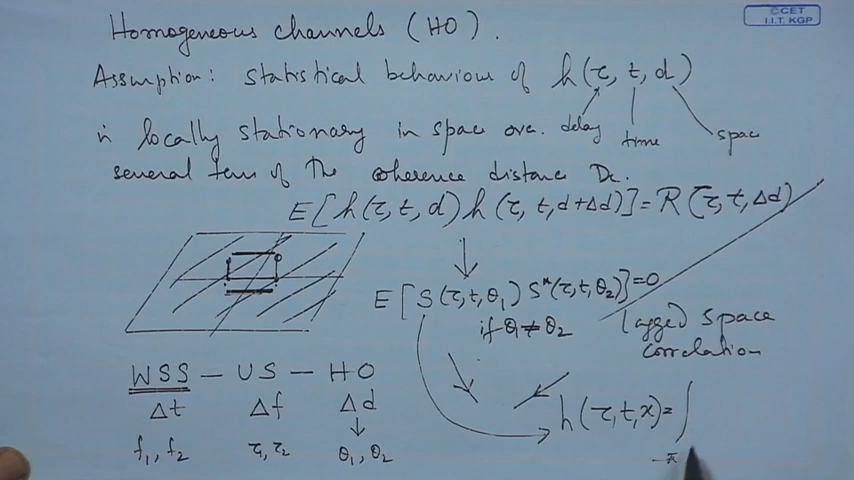 ©CET
I.I.T. KGP
Homogeneous channels (HO).
Assumption: statistical behaviour of h(τ, t, d)
is locally stationary in space over delay time space
several tens of the coherence distance Dc.
E[h(τ, t, d) h(τ, t, d+Δd)] = R(τ, t, Δd)
E[S(τ, t, θ₁) S*(τ, t, θ₂)] = 0
if θ₁ ≠ θ₂
lagged space
correlation
WSS — US — HO
Δt Δf Δd
f₁, f₂ τ₁, τ₂ θ₁, θ₂
h(τ, t, x) = ∫
-π